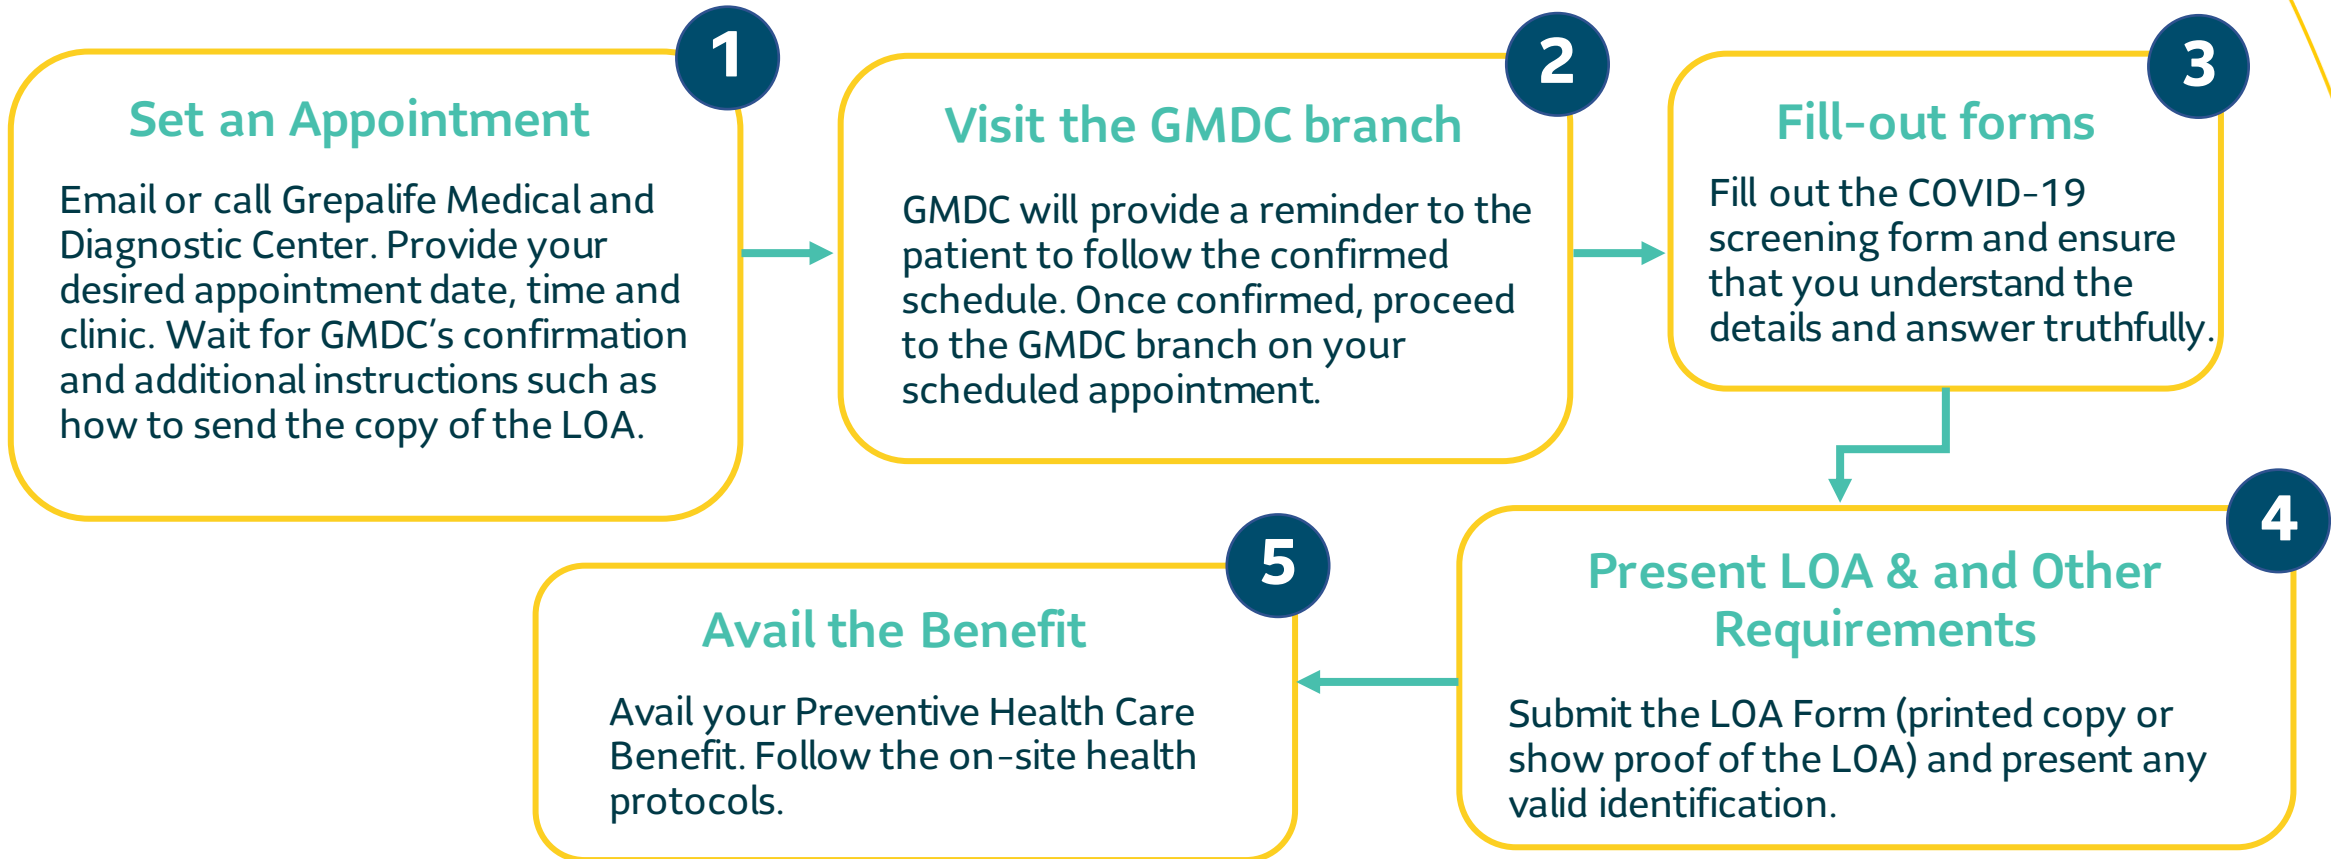 1
Set an Appointment
Email or call Grepalife Medical and
Diagnostic Center. Provide your
desired appointment date, time and
clinic. Wait for GMDC’s confirmation
and additional instructions such as
how to send the copy of the LOA.
2
Visit the GMDC branch
GMDC will provide a reminder to the
patient to follow the confirmed
schedule. Once confirmed, proceed
to the GMDC branch on your
scheduled appointment.
3
Fill-out forms
Fill out the COVID-19
screening form and ensure
that you understand the
details and answer truthfully.
4
Present LOA & and Other
Requirements
Submit the LOA Form (printed copy or
show proof of the LOA) and present any
valid identification.
5
Avail the Benefit
Avail your Preventive Health Care
Benefit. Follow the on-site health
protocols.